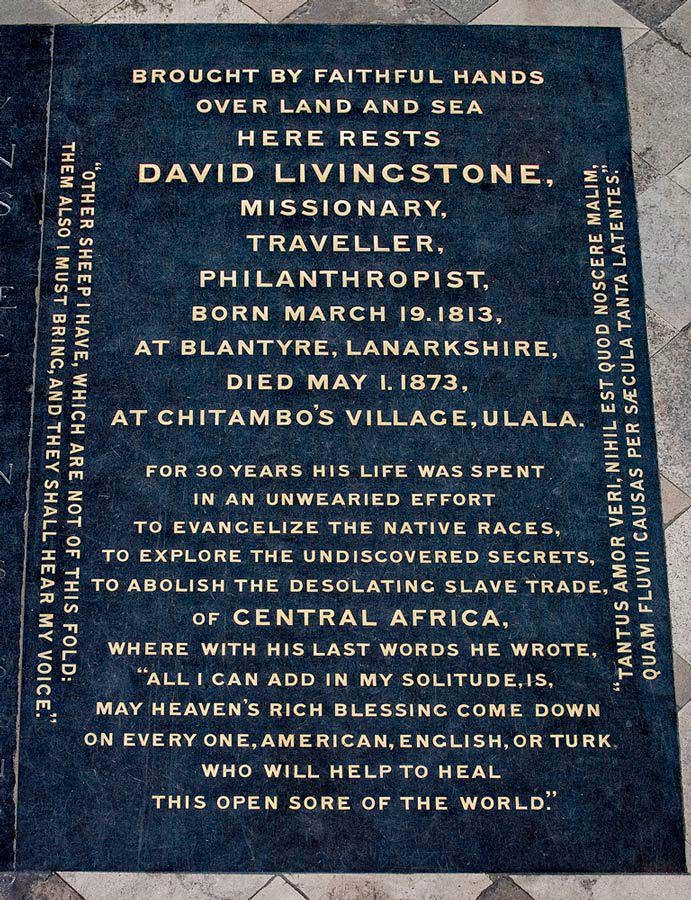 BROUGHT BY FAITHFUL HANDS
OVER LAND AND SEA
HERE RESTS
DAVID LIVINGSTONE,
MISSIONARY,
TRAVELLER,
PHILANTHROPIST,
BORN MARCH 19.1813,
AT BLANTYRE, LANARKSHIRE,
DIED MAY 1.1873,
AT CHITAMBO'S VILLAGE, ULALA.
FOR 30 YEARS HIS LIFE WAS SPENT
IN AN UNWEARIED EFFORT
TO EVANGELIZE THE NATIVE RACES,
TO EXPLORE THE UNDISCOVERED SECRETS,
TO ABOLISH THE DESOLATING SLAVE TRADE,
OF CENTRAL AFRICA,
WHERE WITH HIS LAST WORDS HE WROTE,
"ALL I CAN ADD IN MY SOLITUDE, IS,
MAY HEAVEN'S RICH BLESSING COME DOWN
ON EVERY ONE, AMERICAN, ENGLISH, OR TURK
WHO WILL HELP TO HEAL
THIS OPEN SORE OF THE WORLD."
"OTHER SHEEP I HAVE, WHICH ARE NOT OF THIS FOLD:
THEM ALSO I MUST BRING, AND THEY SHALL HEAR MY VOICE."
"TANTUS AMOR VERI, NIHIL EST QUOD NOSCERE MALIM,
QUAM FLUVII CAUSAS PER SÆCULA TANTA LATENTES."